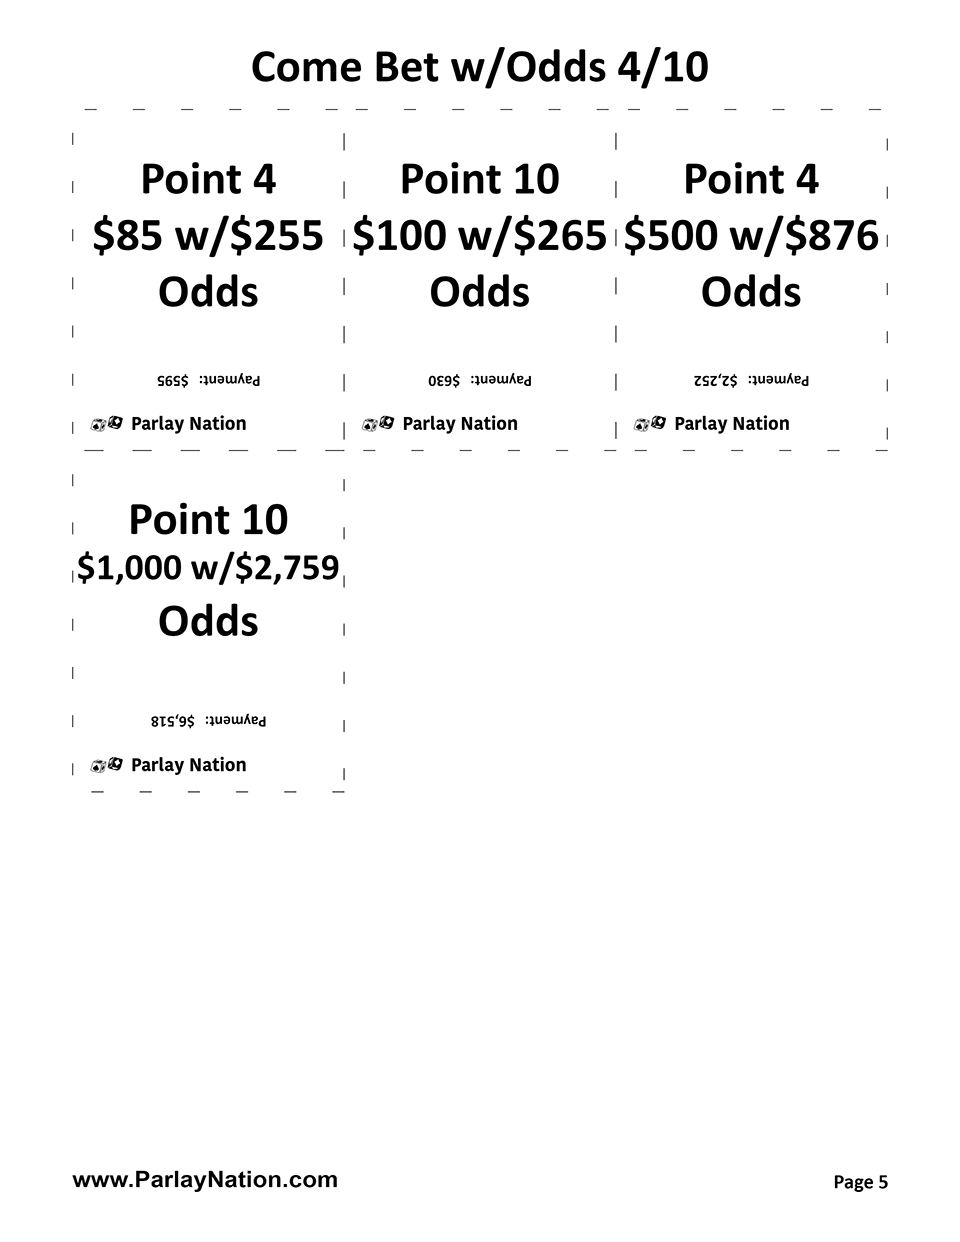 Come Bet w/Odds 4/10
Point 4
$85 w/$255
Odds
Payment: $595
Parlay Nation
Point 10
$100 w/$265
Odds
Payment: $630
Parlay Nation
Point 4
$500 w/$876
Odds
Payment: $2,252
Parlay Nation
Point 10
$1,000 w/$2,759
Odds
Payment: $6,518
Parlay Nation
www.ParlayNation.com
Page 5